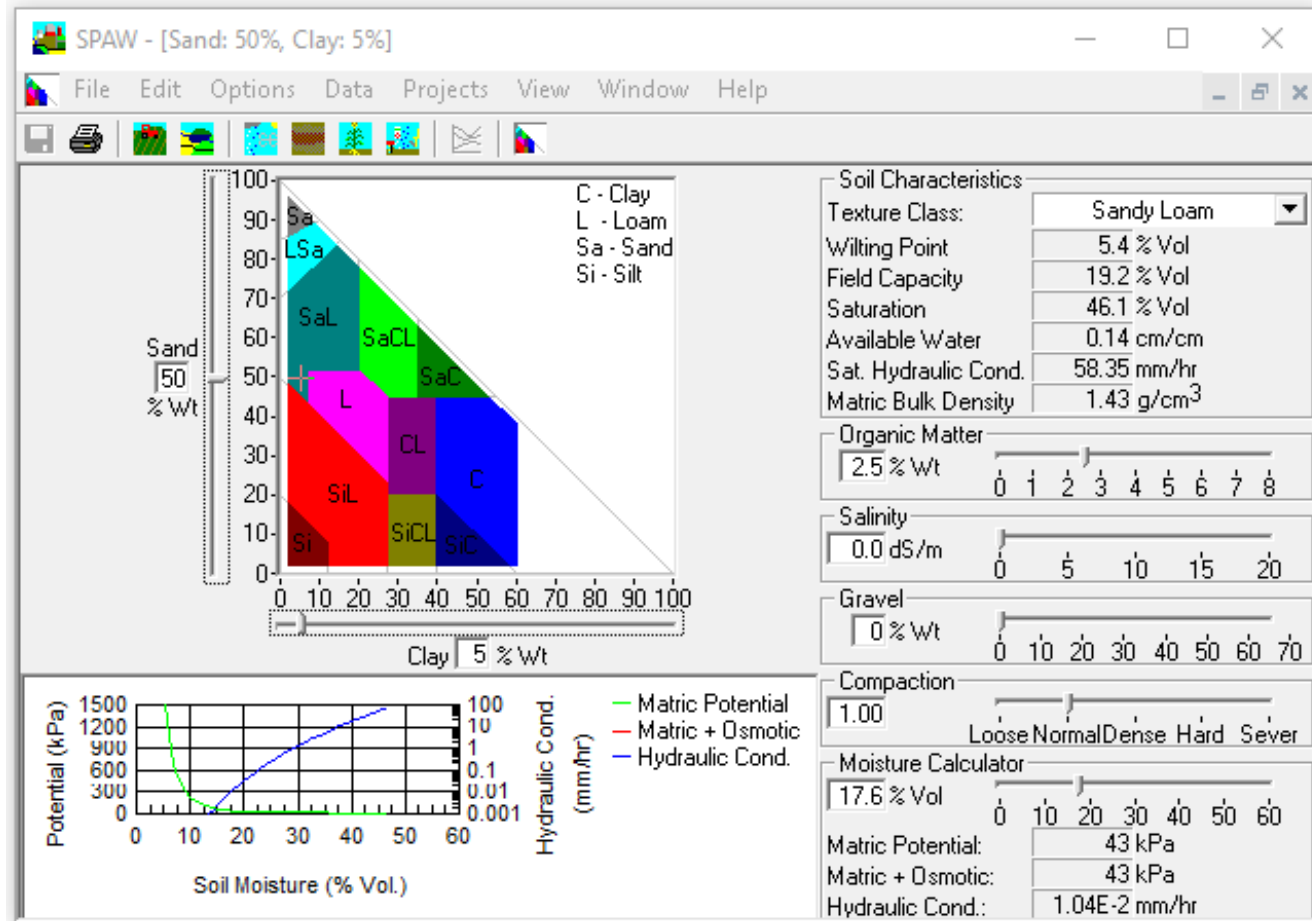 SPAW - [Sand: 50%, Clay: 5%]
File Edit Options Data Projects View Window Help
100
90
80
70
60
50
40
30
20
10
0
0 10 20 30 40 50 60 70 80 90 100
Sand
50
% Wt
Sa
LSa
SaL
SaCL
SaC
L
CL
C
SiL
SiCL
SiC
Si
C - Clay
L - Loam
Sa - Sand
Si - Silt
Clay 5 % Wt
1500
1200
900
600
300
0
Potential (kPa)
0 10 20 30 40 50 60
Soil Moisture (% Vol.)
100
10
1
0.1
0.01
0.001
Hydraulic Cond.
(mm/hr)
Matric Potential
Matric + Osmotic
Hydraulic Cond.
Soil Characteristics
Texture Class: Sandy Loam
Wilting Point 5.4 % Vol
Field Capacity 19.2 % Vol
Saturation 46.1 % Vol
Available Water 0.14 cm/cm
Sat. Hydraulic Cond. 58.35 mm/hr
Matric Bulk Density 1.43 g/cm3
Organic Matter
2.5 % Wt
0 1 2 3 4 5 6 7 8
Salinity
0.0 dS/m
0 5 10 15 20
Gravel
0 % Wt
0 10 20 30 40 50 60 70
Compaction
1.00
Loose Normal Dense Hard Sever
Moisture Calculator
17.6 % Vol
0 10 20 30 40 50 60
Matric Potential: 43 kPa
Matric + Osmotic: 43 kPa
Hydraulic Cond.: 1.04E-2 mm/hr